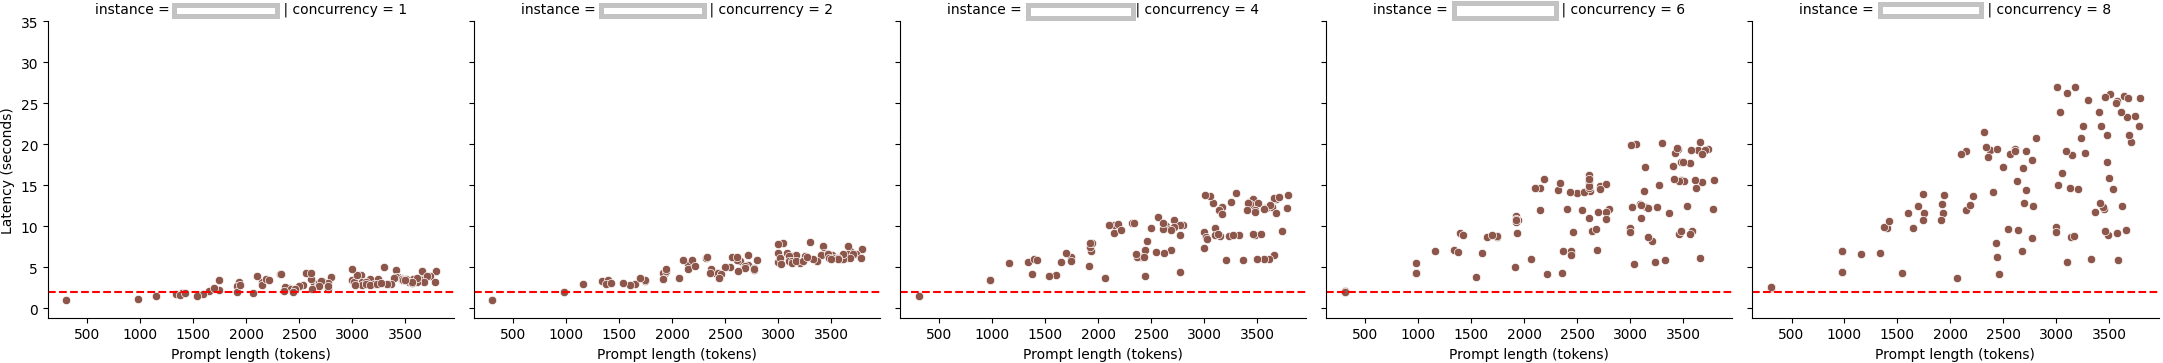 instance = | concurrency = 1
instance = | concurrency = 2
instance = | concurrency = 4
instance = | concurrency = 6
instance = | concurrency = 8
Latency (seconds)
35
30
25
20
15
10
5
0
500 1000 1500 2000 2500 3000 3500
500 1000 1500 2000 2500 3000 3500
500 1000 1500 2000 2500 3000 3500
500 1000 1500 2000 2500 3000 3500
500 1000 1500 2000 2500 3000 3500
Prompt length (tokens)
Prompt length (tokens)
Prompt length (tokens)
Prompt length (tokens)
Prompt length (tokens)